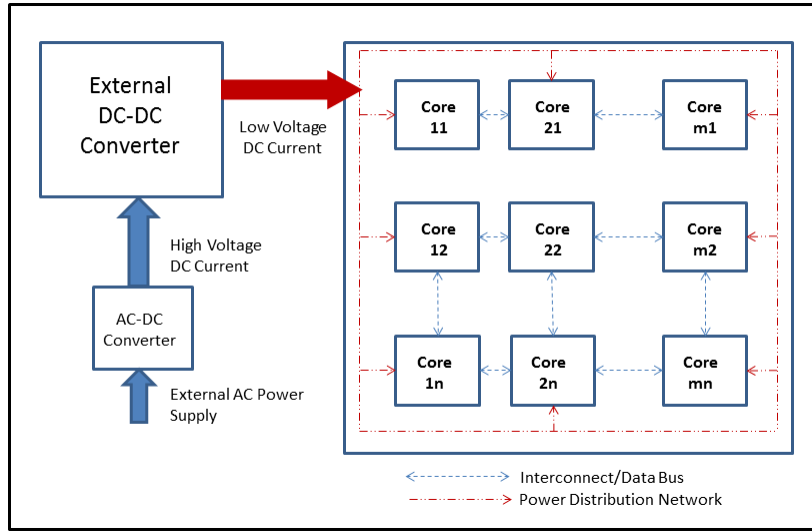 External
DC-DC
Converter
Low Voltage
DC Current
High Voltage
DC Current
AC-DC
Converter
External AC Power
Supply
Core
11
Core
21
Core
m1
Core
12
Core
22
Core
m2
Core
1n
Core
2n
Core
mn
Interconnect/Data Bus
Power Distribution Network